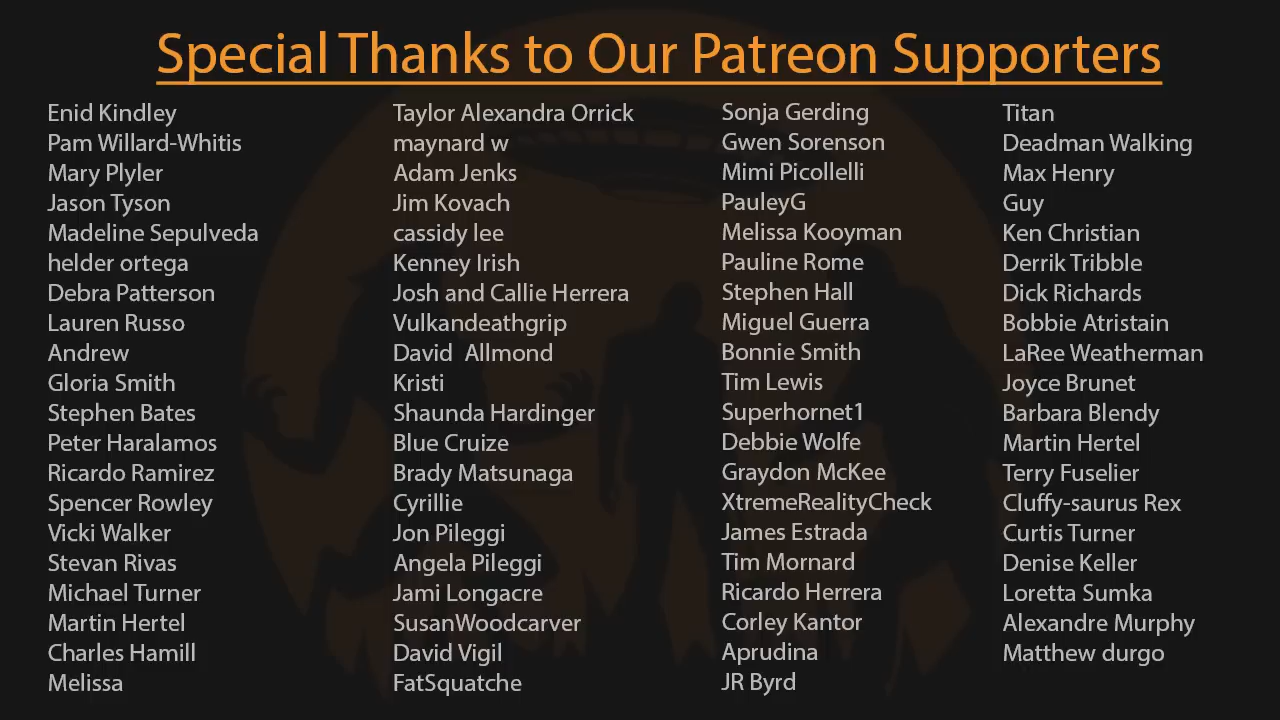 Special Thanks to Our Patreon Supporters
Enid Kindley
Pam Willard-Whitis
Mary Plyler
Jason Tyson
Madeline Sepulveda
helder ortega
Debra Patterson
Lauren Russo
Andrew
Gloria Smith
Stephen Bates
Peter Haralamos
Ricardo Ramirez
Spencer Rowley
Vicki Walker
Stevan Rivas
Michael Turner
Martin Hertel
Charles Hamill
Melissa
Taylor Alexandra Orrick
maynard w
Adam Jenks
Jim Kovach
cassidy lee
Kenney Irish
Josh and Callie Herrera
Vulkandeathgrip
David  Allmond
Kristi
Shaunda Hardinger
Blue Cruize
Brady Matsunaga
Cyrillie
Jon Pileggi
Angela Pileggi
Jami Longacre
SusanWoodcarver
David Vigil
FatSquatche
Sonja Gerding
Gwen Sorenson
Mimi Picollelli
PauleyG
Melissa Kooyman
Pauline Rome
Stephen Hall
Miguel Guerra
Bonnie Smith
Tim Lewis
Superhornet1
Debbie Wolfe
Graydon McKee
XtremeRealityCheck
James Estrada
Tim Mornard
Ricardo Herrera
Corley Kantor
Aprudina
JR Byrd
Titan
Deadman Walking
Max Henry
Guy
Ken Christian
Derrik Tribble
Dick Richards
Bobbie Atristain
LaRee Weatherman
Joyce Brunet
Barbara Blendy
Martin Hertel
Terry Fuselier
Cluffy-saurus Rex
Curtis Turner
Denise Keller
Loretta Sumka
Alexandre Murphy
Matthew durgo